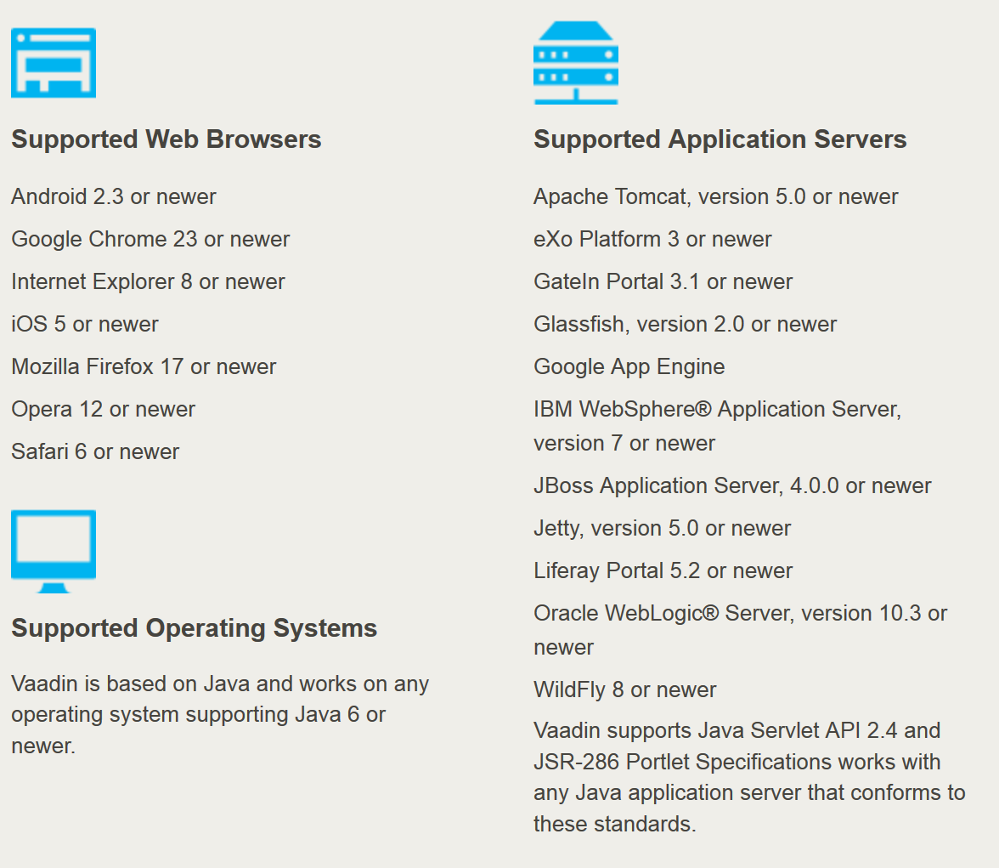 Supported Web Browsers
Android 2.3 or newer
Google Chrome 23 or newer
Internet Explorer 8 or newer
iOS 5 or newer
Mozilla Firefox 17 or newer
Opera 12 or newer
Safari 6 or newer
Supported Operating Systems
Vaadin is based on Java and works on any
operating system supporting Java 6 or
newer.
Supported Application Servers
Apache Tomcat, version 5.0 or newer
eXo Platform 3 or newer
GateIn Portal 3.1 or newer
Glassfish, version 2.0 or newer
Google App Engine
IBM WebSphere® Application Server,
version 7 or newer
JBoss Application Server, 4.0.0 or newer
Jetty, version 5.0 or newer
Liferay Portal 5.2 or newer
Oracle WebLogic® Server, version 10.3 or
newer
WildFly 8 or newer
Vaadin supports Java Servlet API 2.4 and
JSR-286 Portlet Specifications works with
any Java application server that conforms to
these standards.